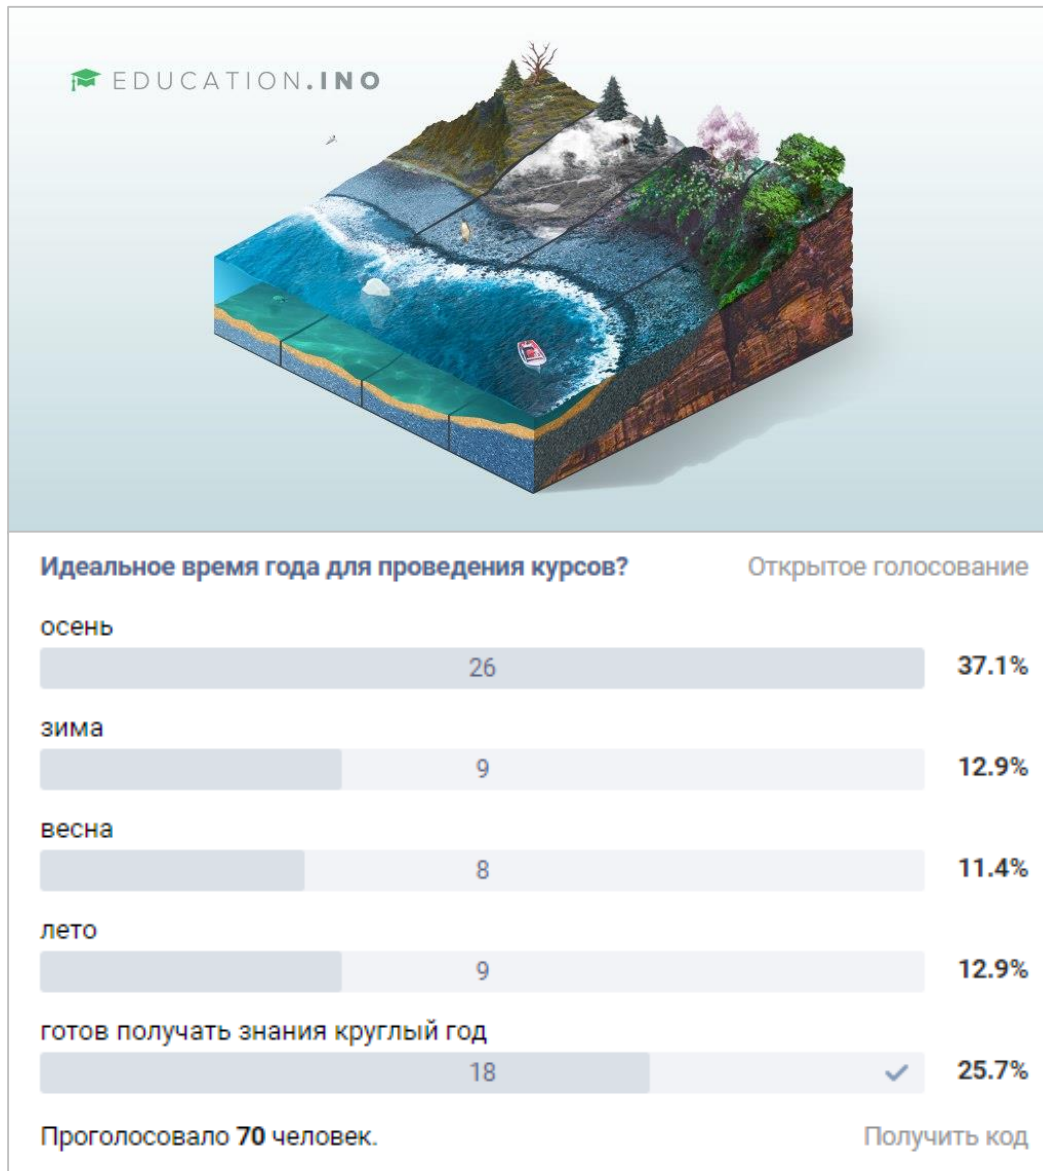 EDUCATION.INO
Идеальное время года для проведения курсов? Открытое голосование
осень
26 37.1%
зима
9 12.9%
весна
8 11.4%
лето
9 12.9%
готов получать знания круглый год
18 25.7%
Проголосовало 70 человек. Получить код